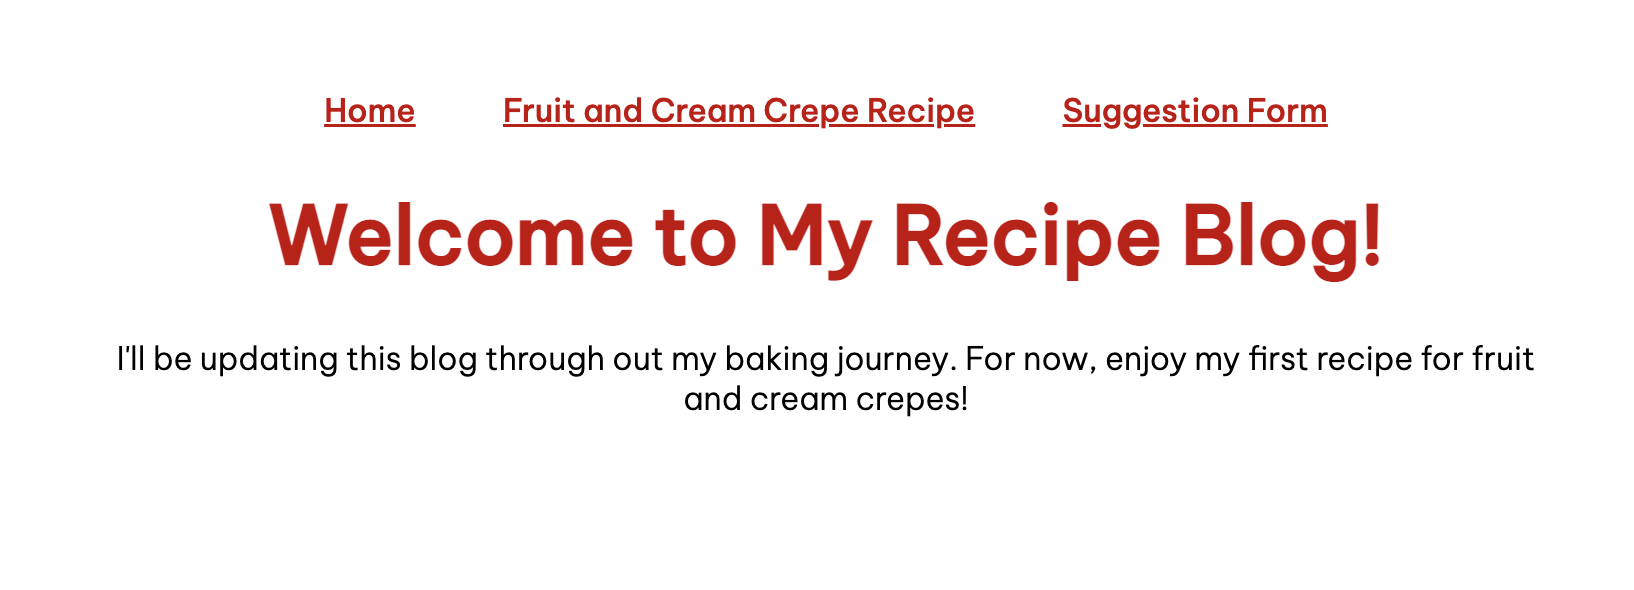 Home Fruit and Cream Crepe Recipe Suggestion Form
Welcome to My Recipe Blog!
I'll be updating this blog through out my baking journey. For now, enjoy my first recipe for fruit
and cream crepes!